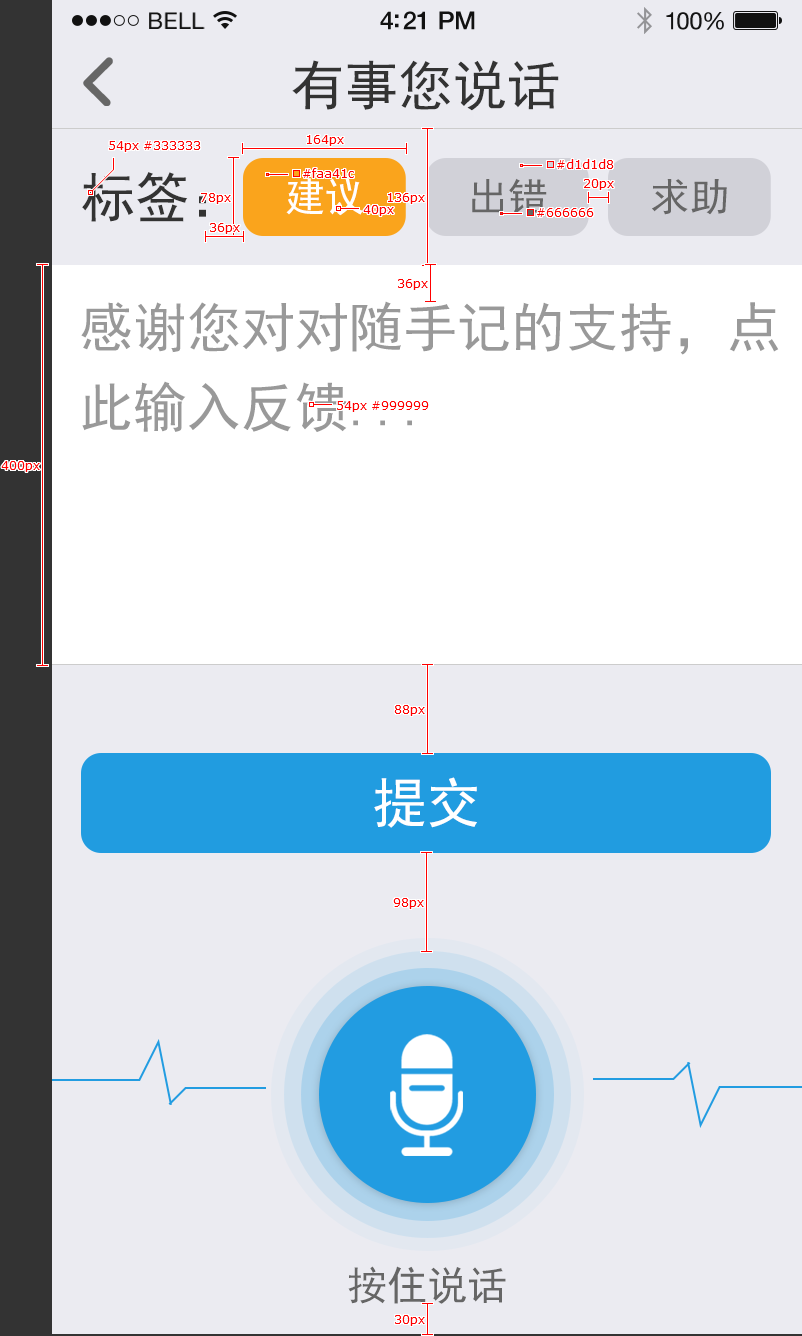 BELL 4:21 PM 100%
有事您说话
54px #333333
164px
#faa41c
#d1d1d8
标签: 建议 出错 求助
78px
40px
136px
20px
#666666
36px
36px
感谢您对对随手记的支持，点
此输入反馈...
54px #999999
400px
88px
提交
98px
按住说话
30px